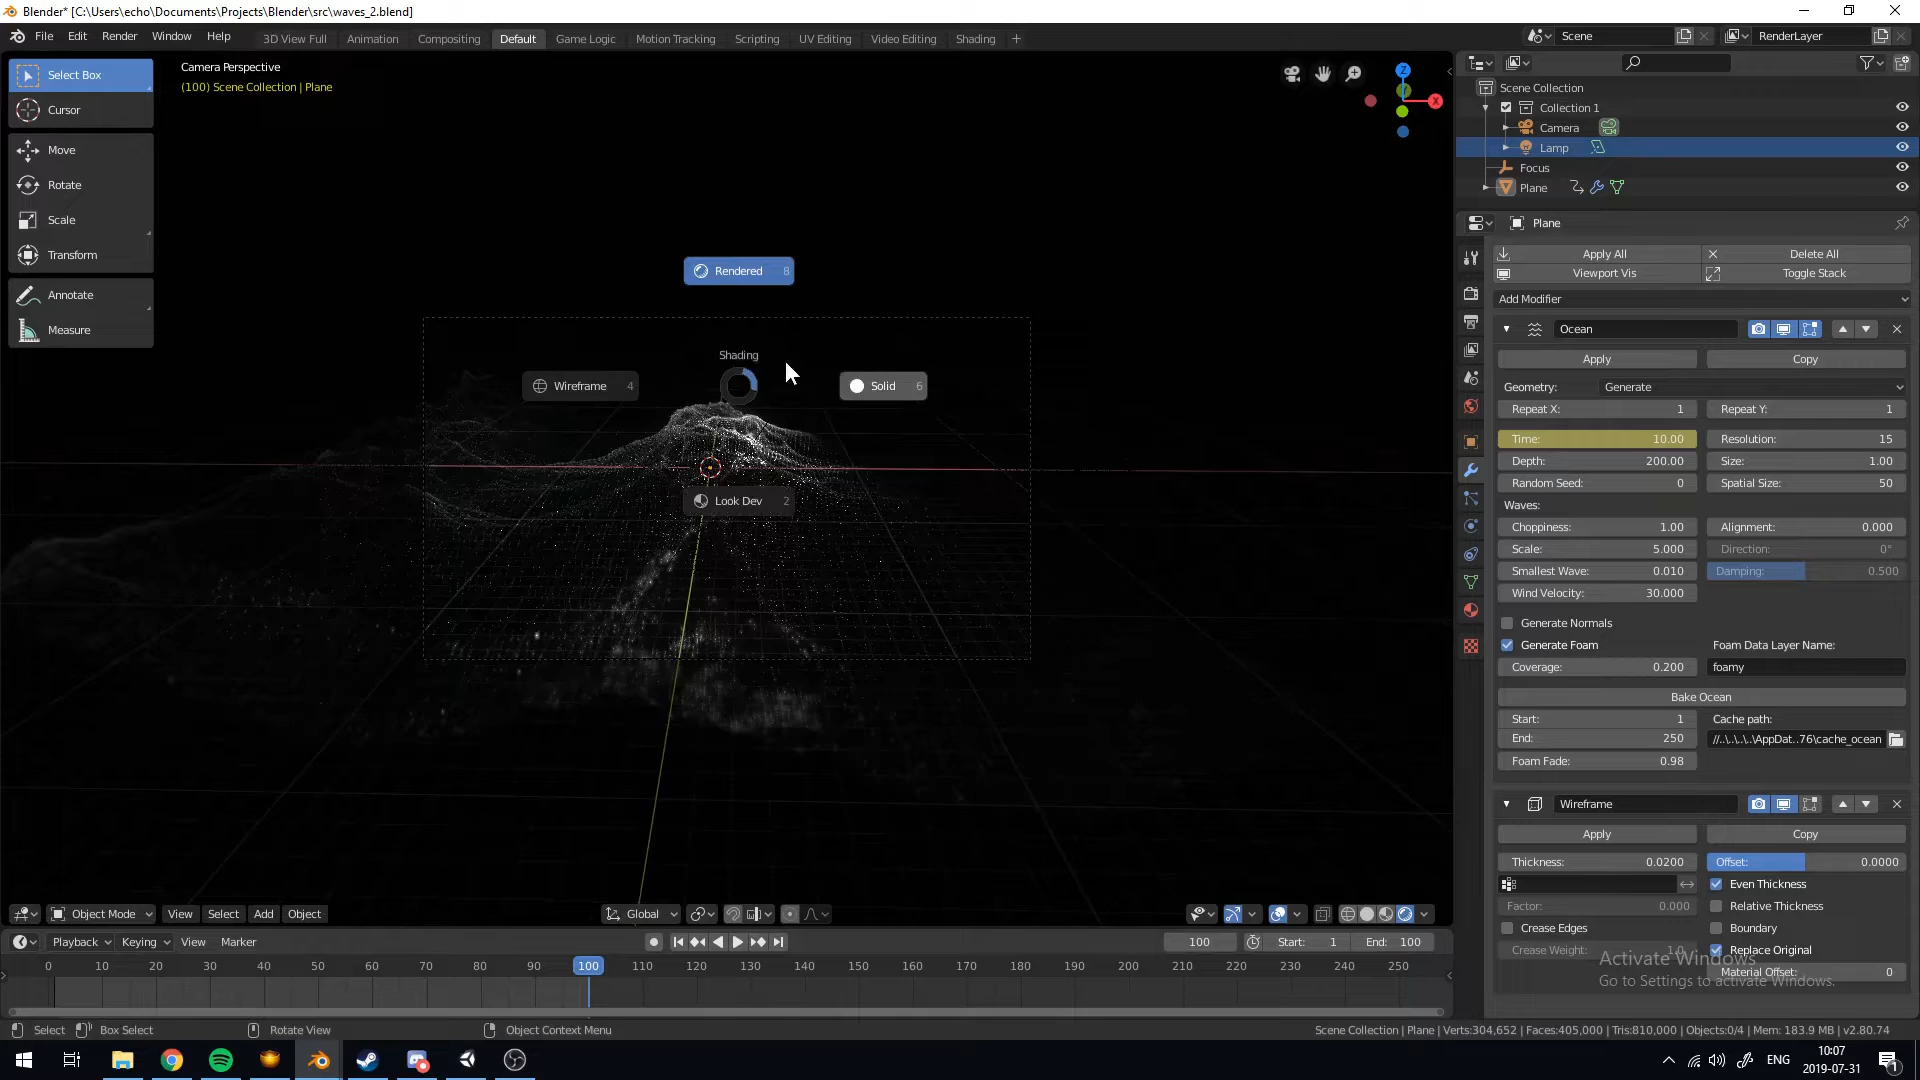 Blender* [C:\Users\echo\Documents\Projects\Blender\src\waves_2.blend]
File Edit Render Window Help 3D View Full Animation Compositing Default Game Logic Motion Tracking Scripting UV Editing Video Editing Shading + Scene RenderLayer
Select Box
Cursor
Move
Rotate
Scale
Transform
Annotate
Measure
Camera Perspective
(100) Scene Collection | Plane
Z
Y
X
Rendered 8
Shading
Wireframe 4
Solid 6
Look Dev 2
Scene Collection
Collection 1
Camera
Lamp
Focus
Plane
Plane
Apply All Delete All
Viewport Vis Toggle Stack
Add Modifier
Ocean
Apply Copy
Geometry: Generate
Repeat X: 1 Repeat Y: 1
Time: 10.00 Resolution: 15
Depth: 200.00 Size: 1.00
Random Seed: 0 Spatial Size: 50
Waves:
Choppiness: 1.00 Alignment: 0.000
Scale: 5.000 Direction: 0°
Smallest Wave: 0.010 Damping: 0.500
Wind Velocity: 30.000
Generate Normals
Generate Foam Foam Data Layer Name:
Coverage: 0.200 foamy
Bake Ocean
Start: 1 Cache path:
End: 250 //..\..\..\..\AppDat..76\cache_ocean
Foam Fade: 0.98
Wireframe
Apply Copy
Thickness: 0.0200 Offset: 0.0000
Even Thickness
Factor: 0.000 Relative Thickness
Crease Edges Boundary
Crease Weight: 1.0 Replace Original
Material Offset: 0
Activate Windows
Go to Settings to activate Windows.
Object Mode View Select Add Object Global
Playback Keying View Marker 100 Start: 1 End: 100
0 10 20 30 40 50 60 70 80 90 100 110 120 130 140 150 160 170 180 190 200 210 220 230 240 250
Select Box Select Rotate View Object Context Menu Scene Collection | Plane | Verts:304,652 | Faces:405,000 | Tris:810,000 | Objects:0/4 | Mem: 183.9 MB | v2.80.74
ENG 10:07
2019-07-31
1